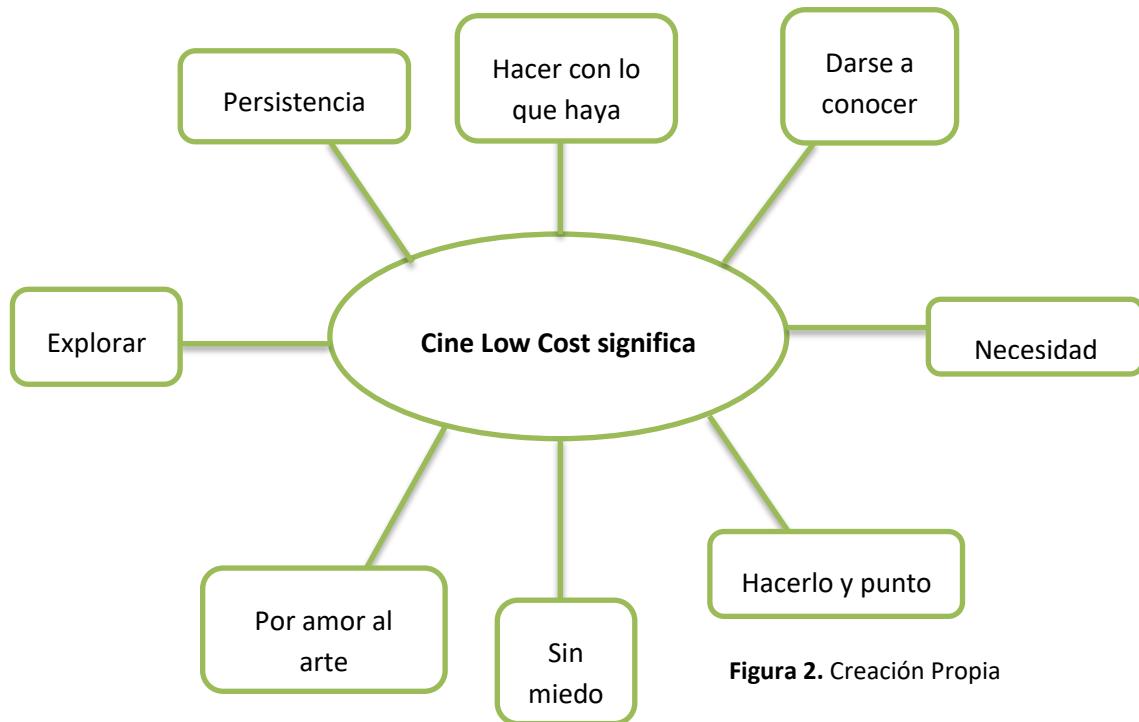 Persistencia
Hacer con lo
que haya
Darse a
conocer
Explorar
Cine Low Cost significa
Necesidad
Por amor al
arte
Sin
miedo
Hacerlo y punto
Figura 2. Creación Propia